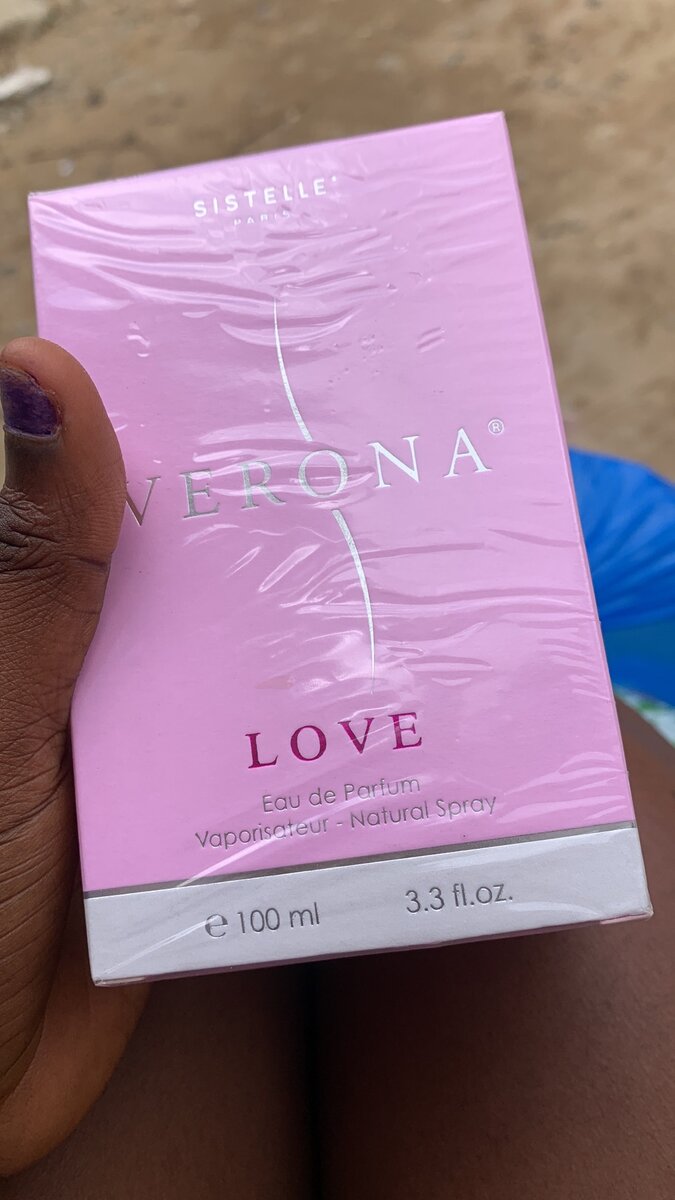 SISTELLE
PARIS
VERONA®
LOVE
Eau de Parfum
Vaporisateur - Natural Spray
℮ 100 ml 3.3 fl.oz.